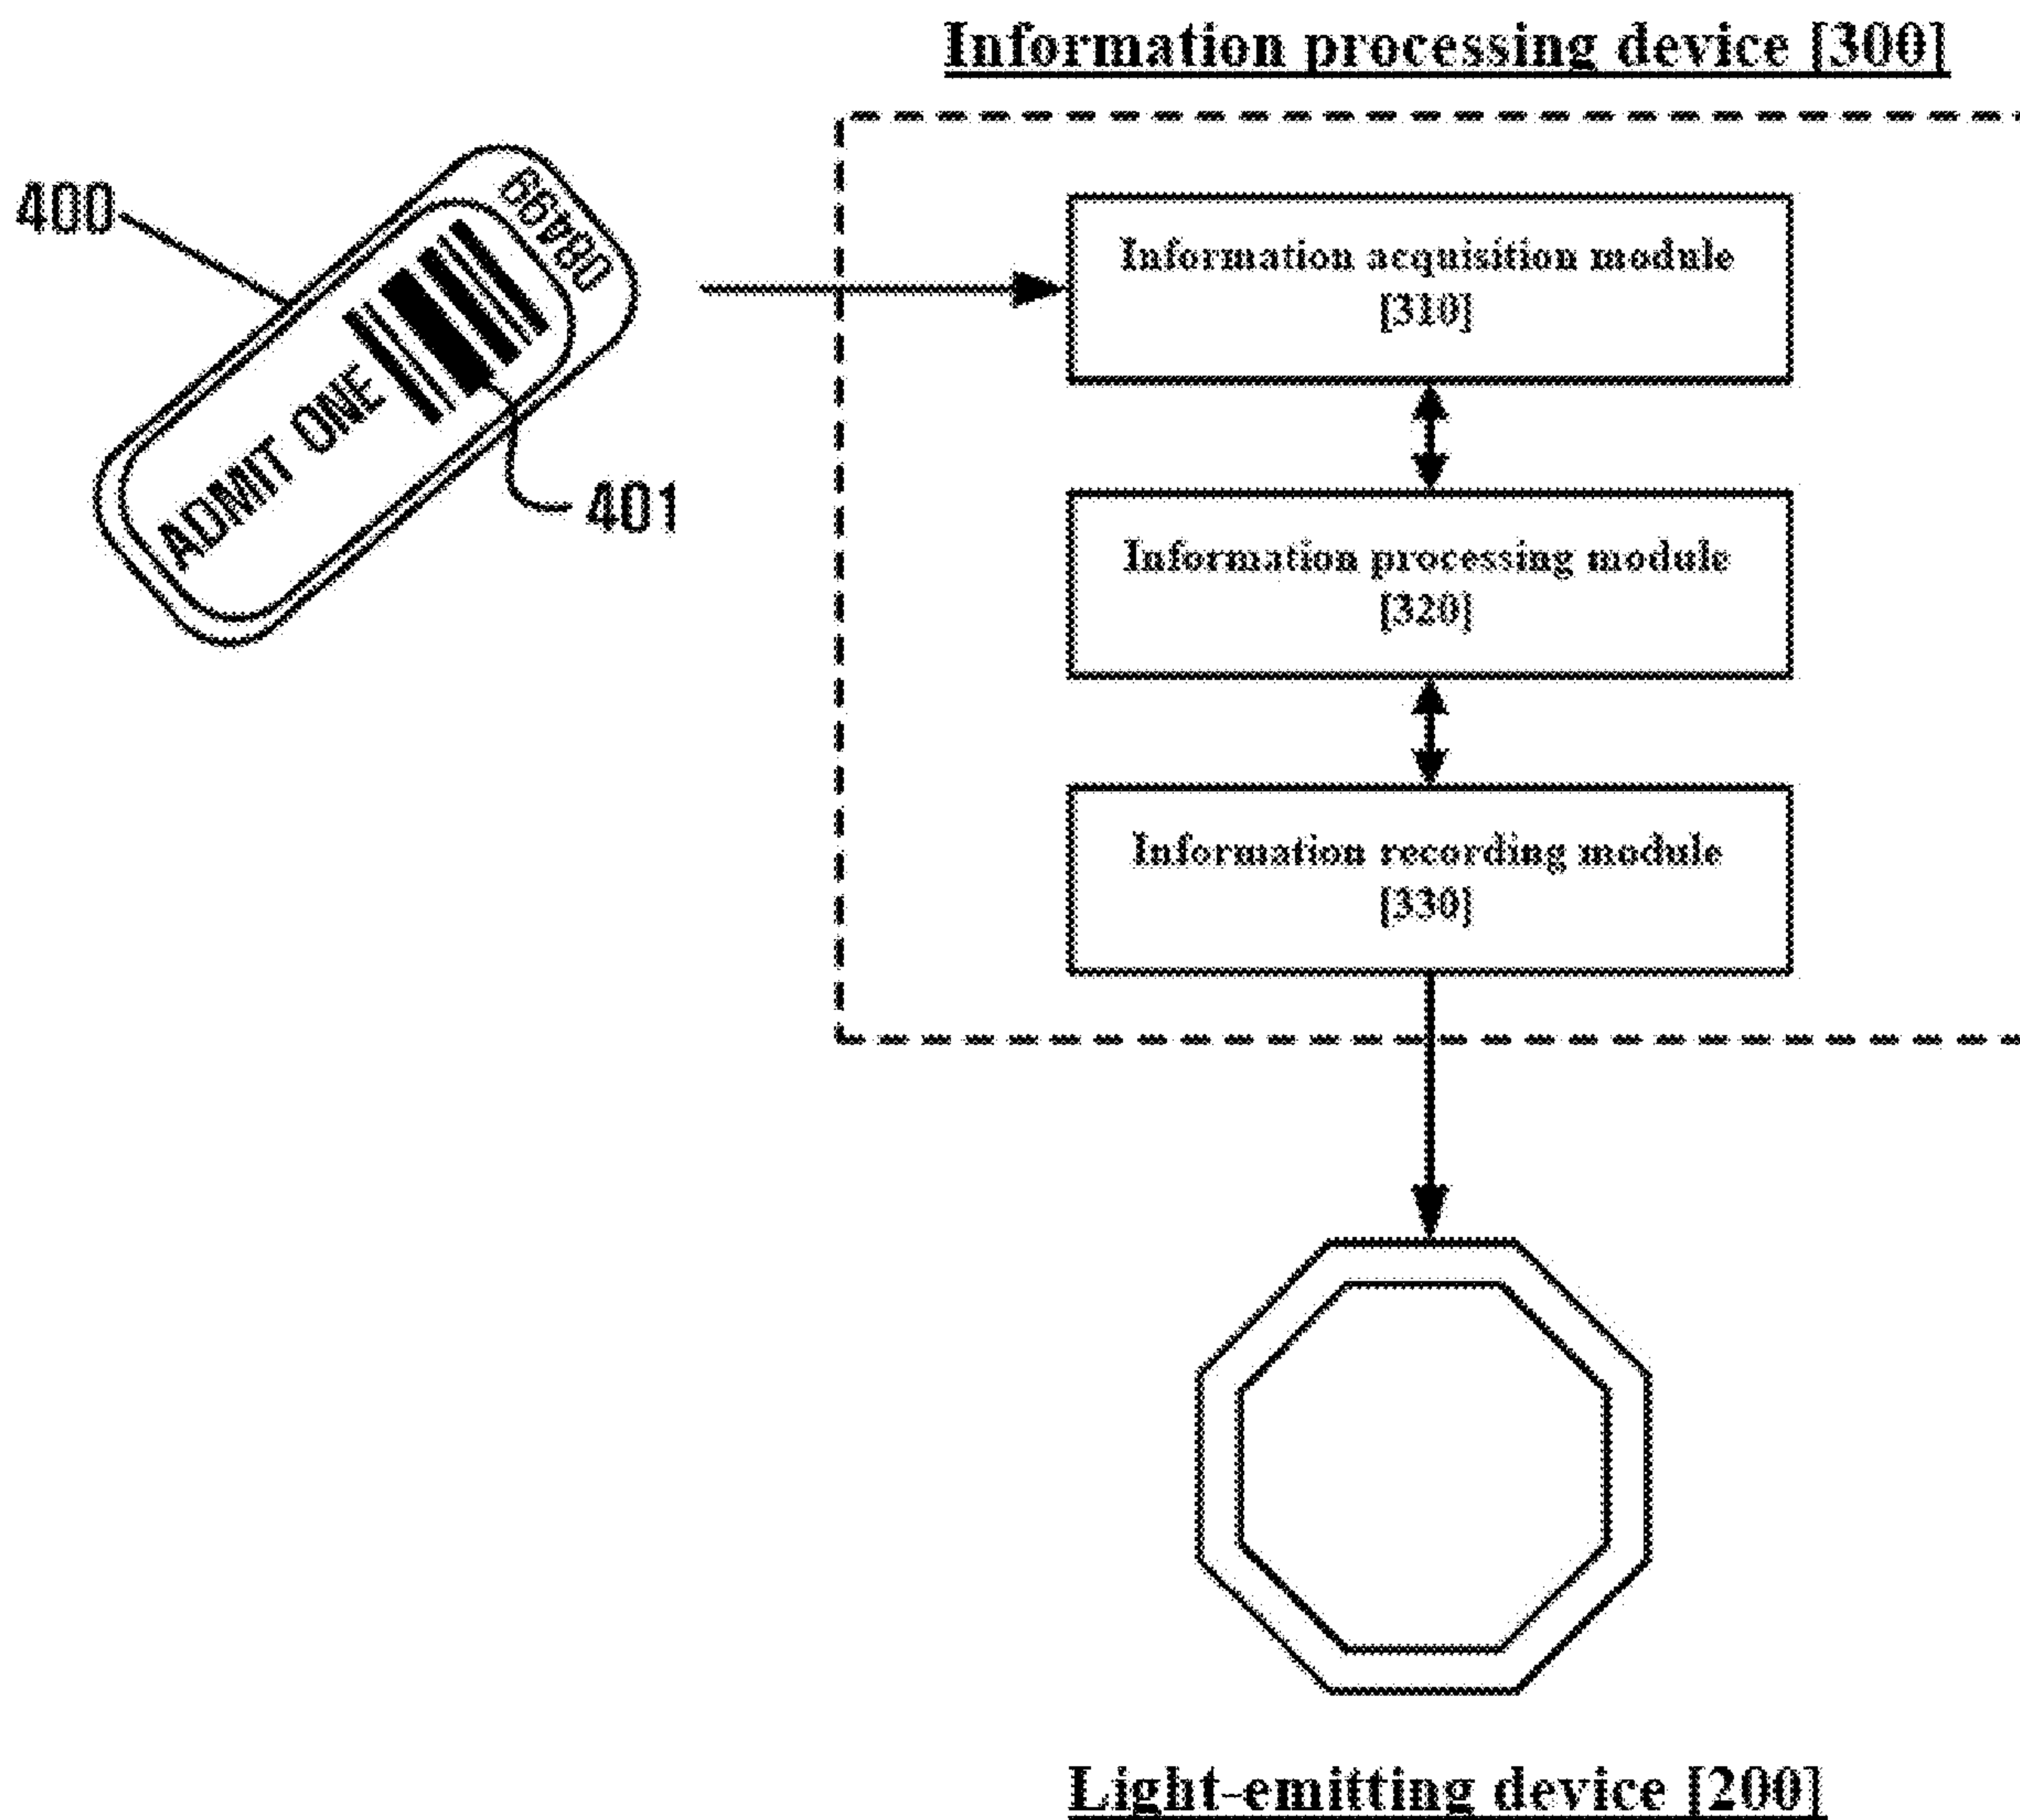 Information processing device [300]
400
ADMIT ONE
08499
401
Information acquisition module
[310]
Information processing module
[320]
Information recording module
[330]
Light-emitting device [200]